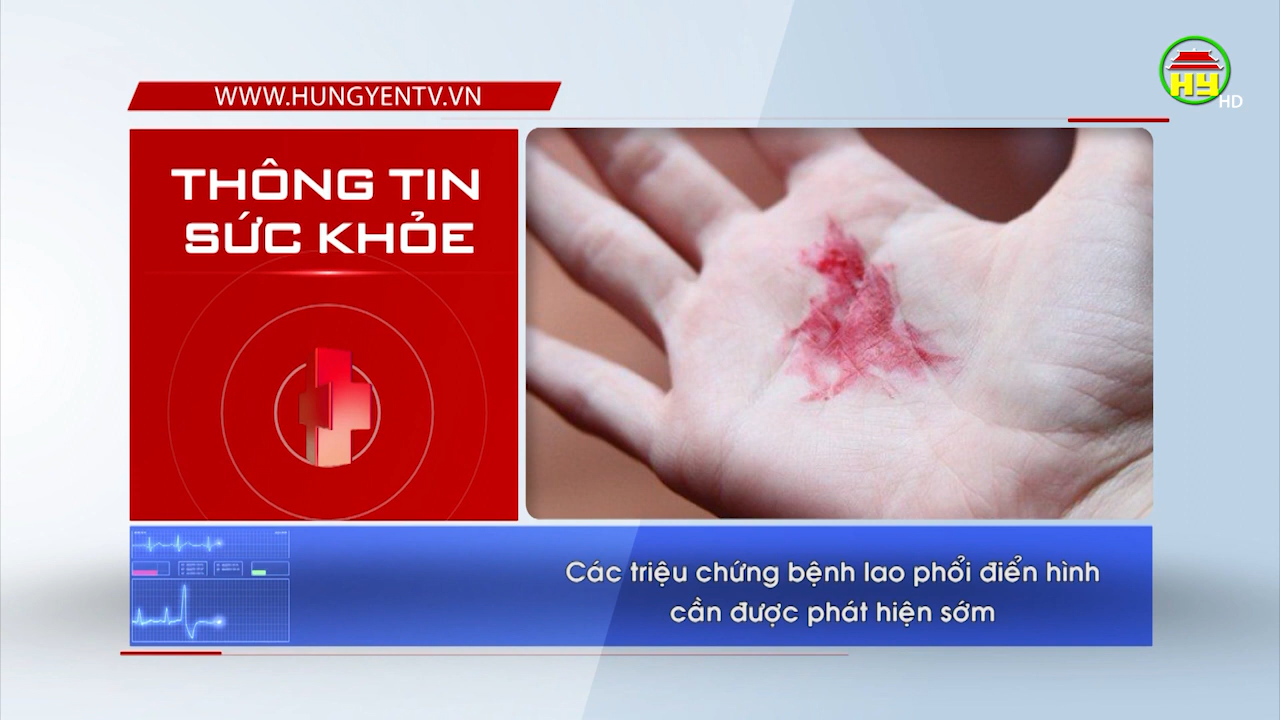 WWW.HUNGYENTV.VN
HY
HD
THÔNG TIN
SỨC KHỎE
Các triệu chứng bệnh lao phổi điển hình
cần được phát hiện sớm